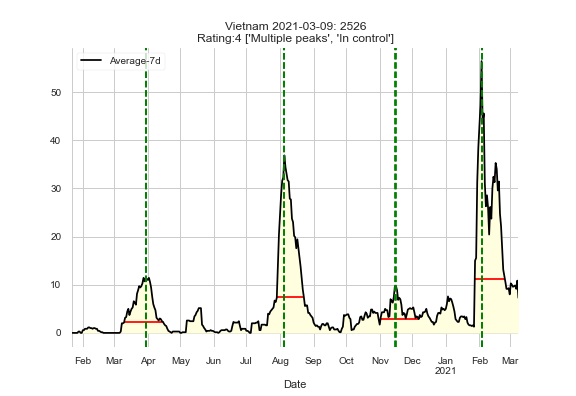 Vietnam 2021-03-09: 2526
Rating:4 ['Multiple peaks', 'In control']
Average-7d
50
40
30
20
10
0
Feb Mar Apr May Jun Jul Aug Sep Oct Nov Dec Jan Feb Mar
2021
Date